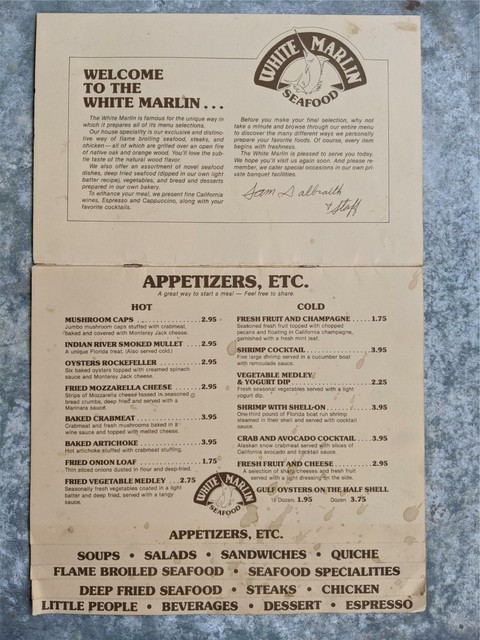 WHITE MARLIN
SEAFOOD
WELCOME
TO THE
WHITE MARLIN . . .
The White Marlin is famous for the unique way in
which it prepares all of its menu selections.
Our house speciality is our exclusive and distinc-
tive way of flame broiling seafood, steaks, and
chicken—all of which are grilled over an open fire
of native oak and orange wood. You'll love the sub-
tle taste of the natural wood flavor.
We also offer an assortment of novel seafood
dishes, deep fried seafood (dipped in our own light
batter recipe), vegetables, and bread and desserts
prepared in our own bakery.
To enhance your meal, we present fine California
wines, Espresso and Cappuccino, along with your
favorite cocktails.
Before you make your final selection, why not
take a minute and browse through our entire menu
to discover the many different ways we personally
prepare your favorite foods. Of course, every item
begins with freshness.
The White Marlin is pleased to serve you today.
We hope you'll visit us again soon. And please re-
member, we cater special occasions in our own pri-
vate banquet facilities.
Sam Galbraith
& Staff
APPETIZERS, ETC.
A great way to start a meal — Feel free to share.
HOT
MUSHROOM CAPS . . . . . . . . . . . . . 2.95
Jumbo mushroom caps stuffed with crabmeat,
baked and covered with Monterey Jack cheese.
INDIAN RIVER SMOKED MULLET . . . 2.95
A unique Florida treat. (Also served cold.)
OYSTERS ROCKEFELLER . . . . . . . . 2.95
Six baked oysters topped with creamed spinach
sauce and Monterey Jack cheese.
FRIED MOZZARELLA CHEESE . . . . . 2.95
Strips of Mozzarella cheese tossed in seasoned
bread crumbs, deep fried and served with a
Marinara sauce.
BAKED CRABMEAT . . . . . . . . . . . . 3.95
Crabmeat and fresh mushrooms baked in a
wine sauce and topped with melted cheese.
BAKED ARTICHOKE . . . . . . . . . . . . 3.95
Hot artichoke stuffed with crabmeat stuffing.
FRIED ONION LOAF . . . . . . . . . . . . 1.75
Thin sliced onions dusted in flour and deep-fried.
FRIED VEGETABLE MEDLEY . . . 2.75
Seasonally fresh vegetables coated in a light
batter and deep fried, served with a tangy
sauce.
COLD
FRESH FRUIT AND CHAMPAGNE . . . . . 1.75
Seasoned fresh fruit topped with chopped
pecans and floating in California champagne,
garnished with a fresh mint leaf.
SHRIMP COCKTAIL . . . . . . . . . . . . . . 3.95
Five large shrimp served in a cucumber boat
with remoulade sauce.
VEGETABLE MEDLEY
& YOGURT DIP . . . . . . . . . . . . . . . . . 2.25
Fresh seasonal vegetables served with a light
yogurt dip.
SHRIMP WITH SHELL-ON . . . . . . . . . . 3.95
One-third pound of Florida boat run shrimp
steamed in their shell and served with cocktail
sauce.
CRAB AND AVOCADO COCKTAIL . . . . 3.95
Alaskan snow crabmeat served with slices of
California avocado and cocktail sauce.
FRESH FRUIT AND CHEESE . . . . . . . . 2.95
A selection of sharp cheeses and fresh fruit
served with a light dressing on the side.
GULF OYSTERS ON THE HALF SHELL
½ Dozen 1.95 Dozen 3.75
WHITE MARLIN
SEAFOOD
APPETIZERS, ETC.
SOUPS • SALADS • SANDWICHES • QUICHE
FLAME BROILED SEAFOOD • SEAFOOD SPECIALITIES
DEEP FRIED SEAFOOD • STEAKS • CHICKEN
LITTLE PEOPLE • BEVERAGES • DESSERT • ESPRESSO